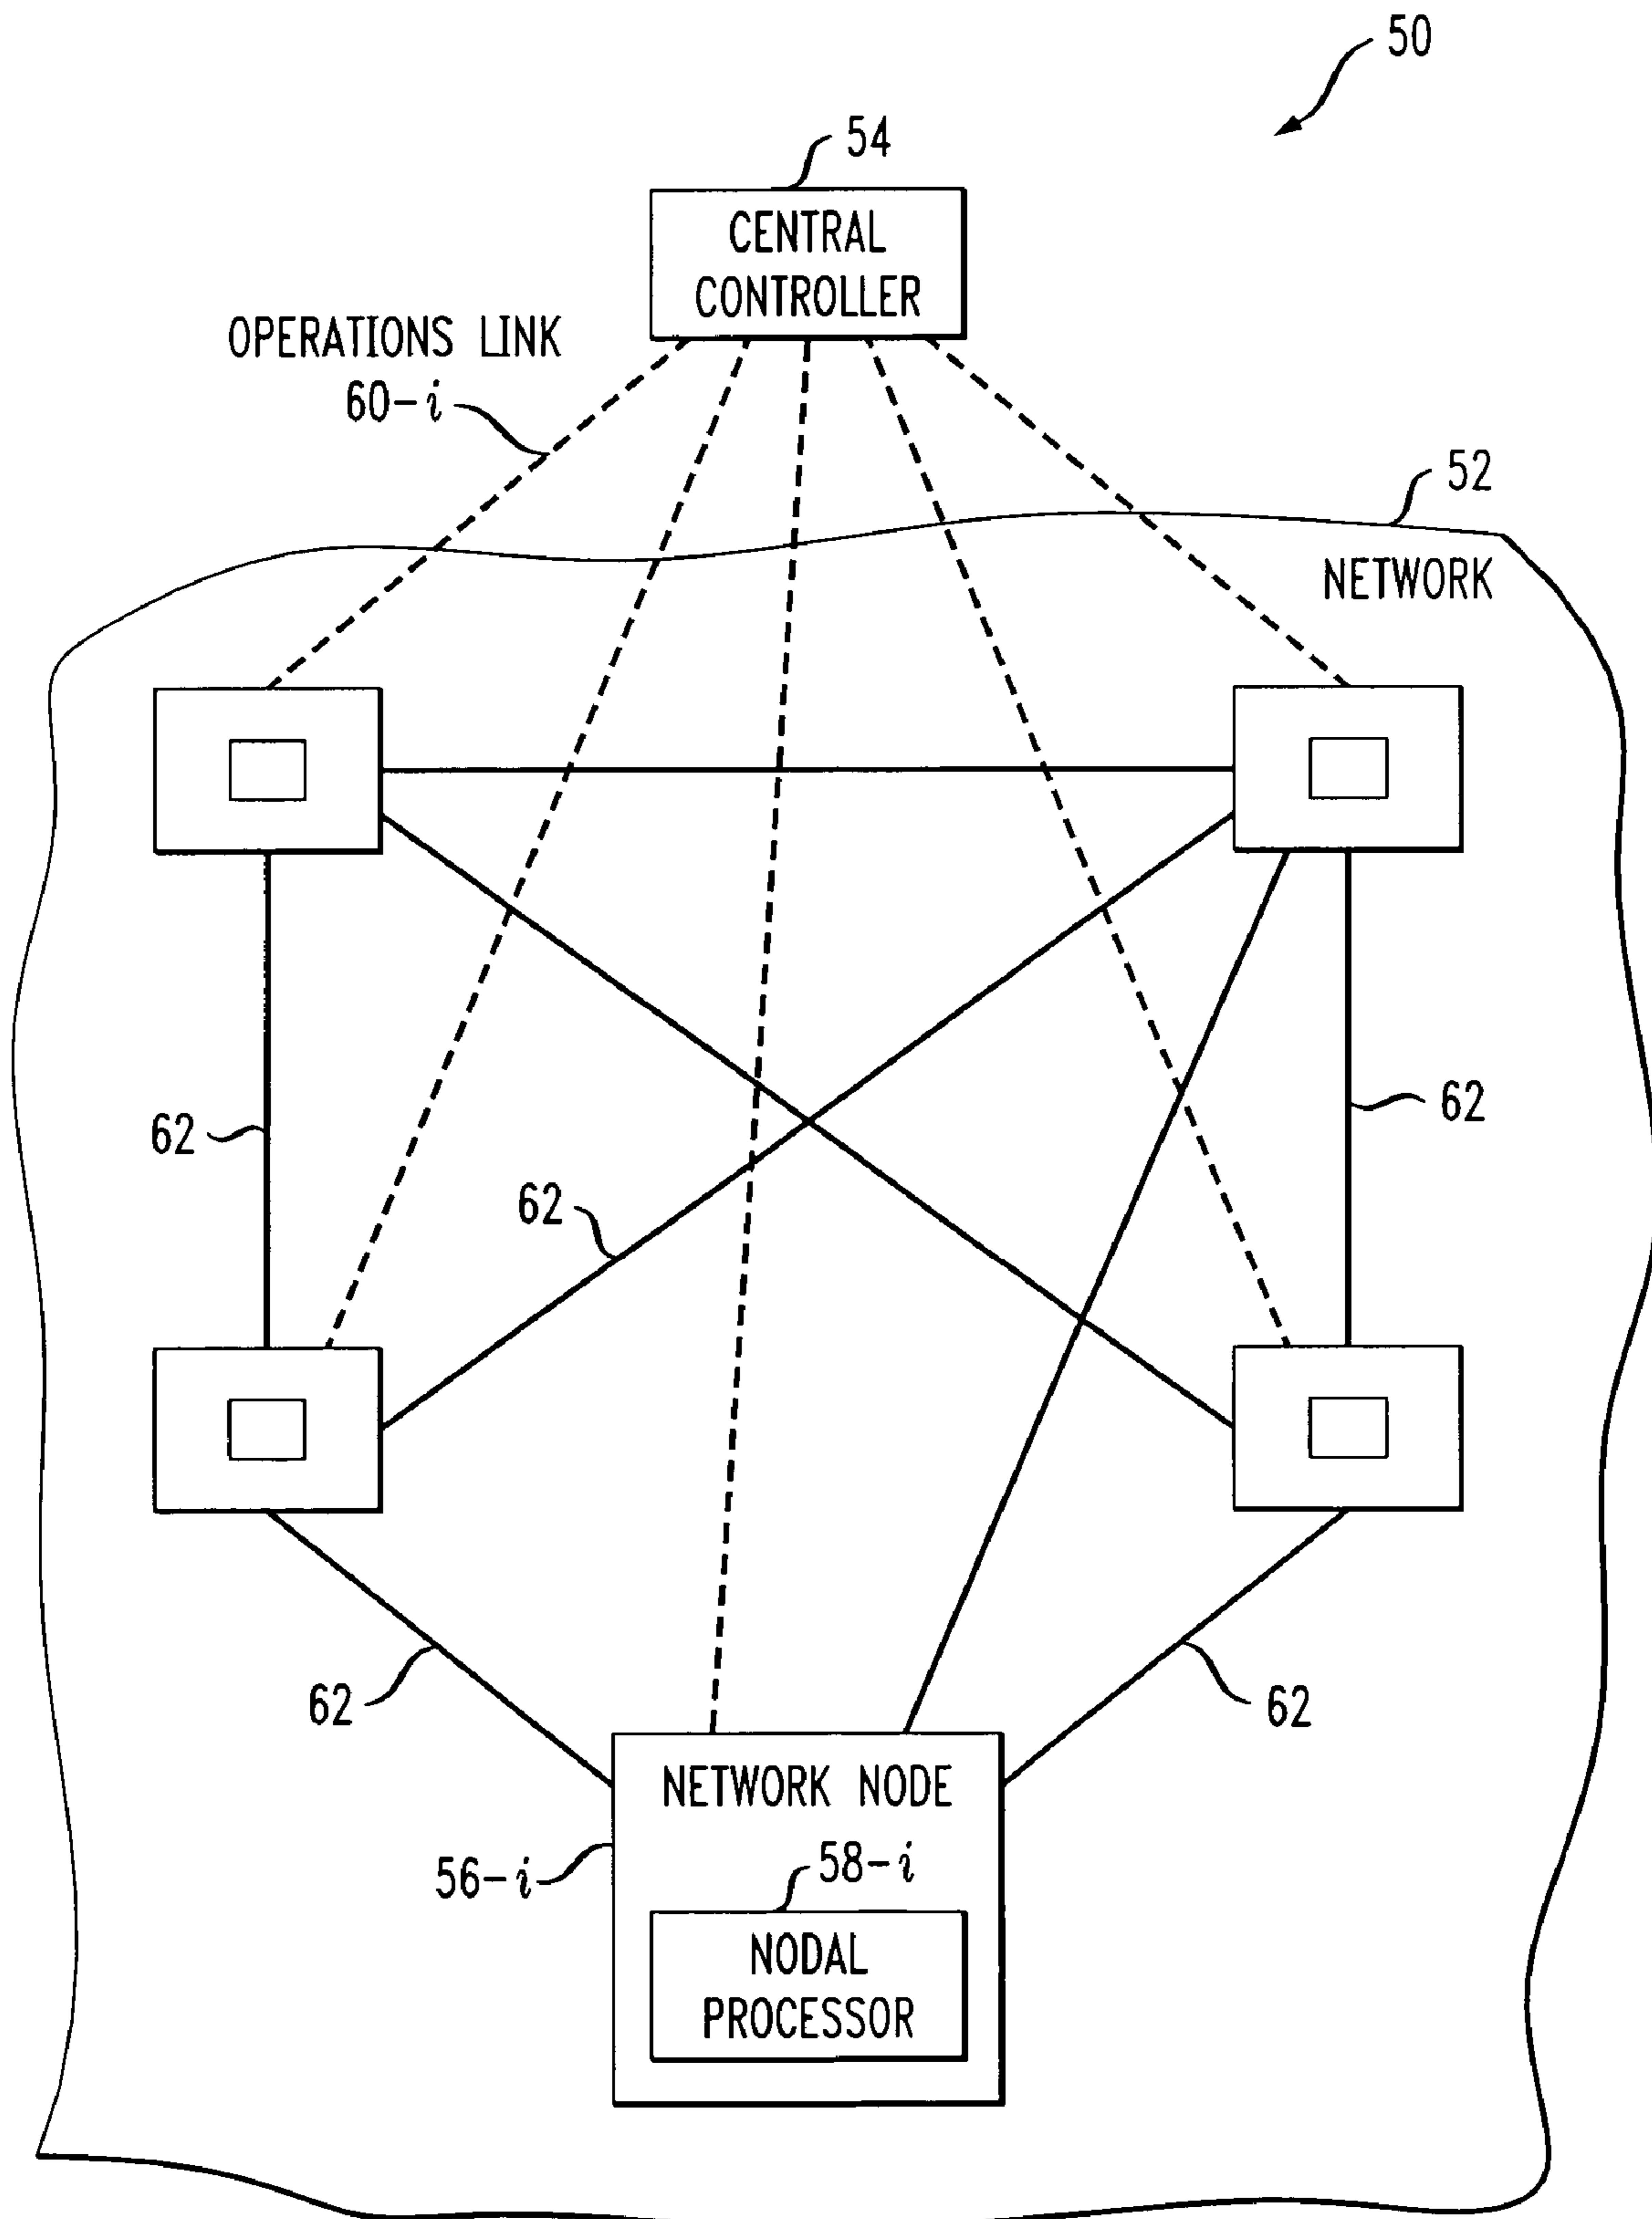 50
54
CENTRAL
CONTROLLER
OPERATIONS LINK
60-i
52
NETWORK
62
62
62
62
62
NETWORK NODE
56-i
58-i
NODAL
PROCESSOR